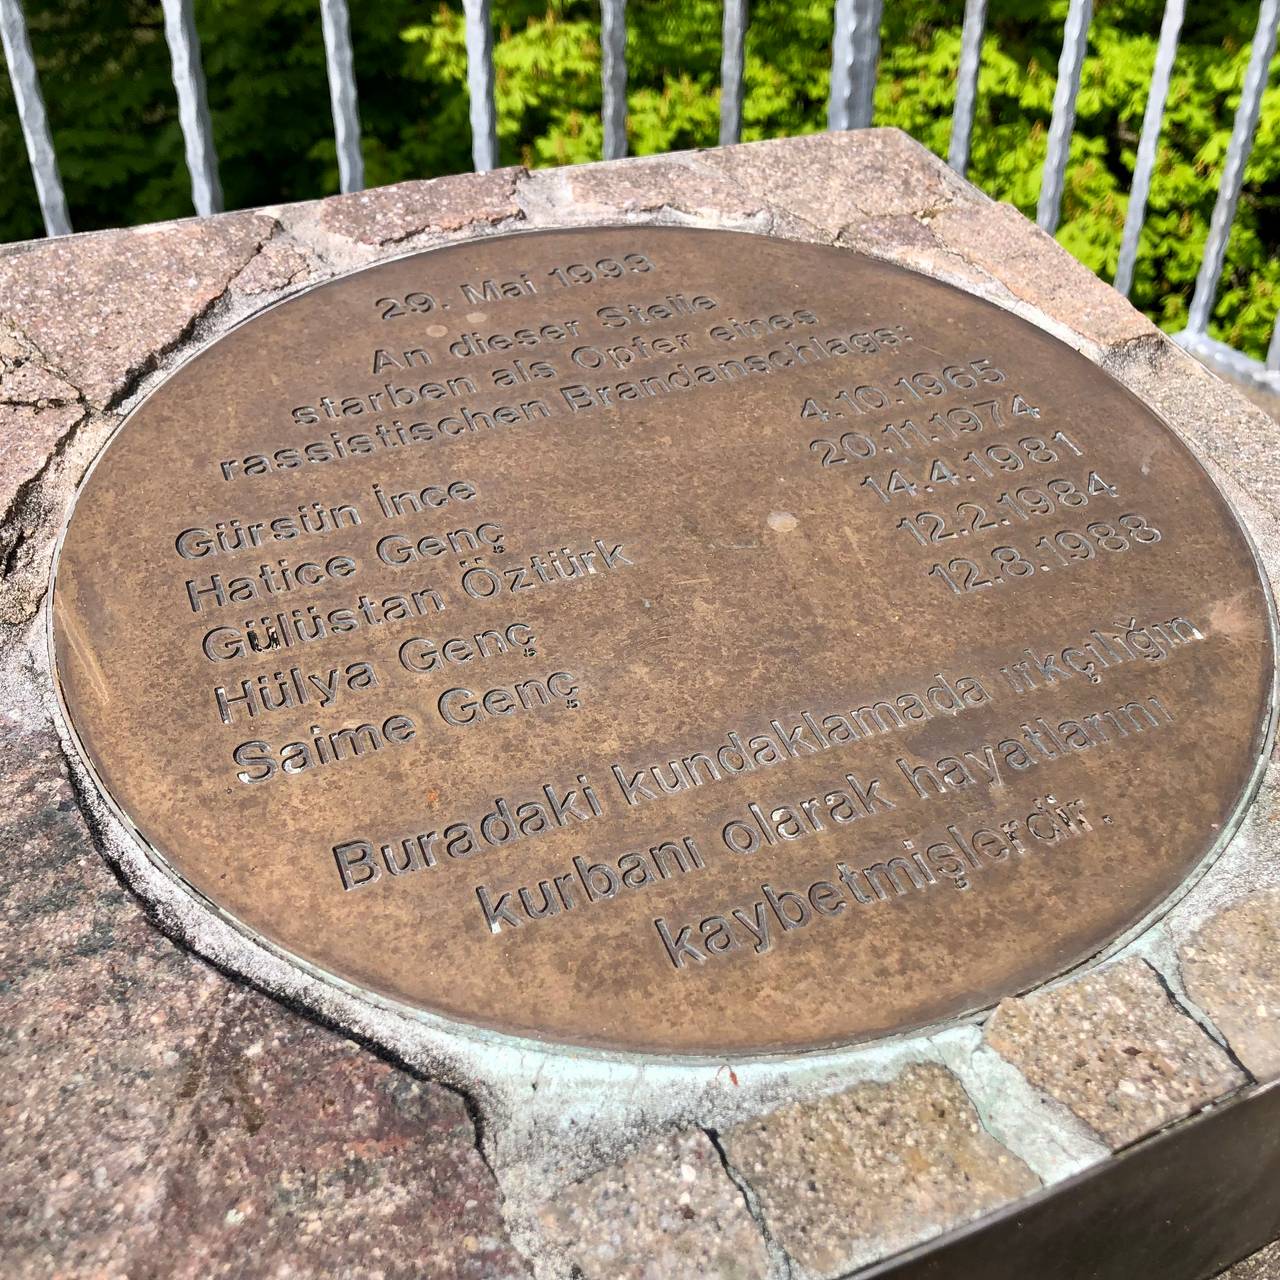 29. Mai 1993
An dieser Stelle
starben als Opfer eines
rassistischen Brandanschlags:
Gürsün İnce 4.10.1965
Hatice Genç 20.11.1974
Gülüstan Öztürk 14.4.1981
Hülya Genç 12.2.1984
Saime Genç 12.8.1988
Buradaki kundaklamada ırkçılığın
kurbanı olarak hayatlarını
kaybetmişlerdir.